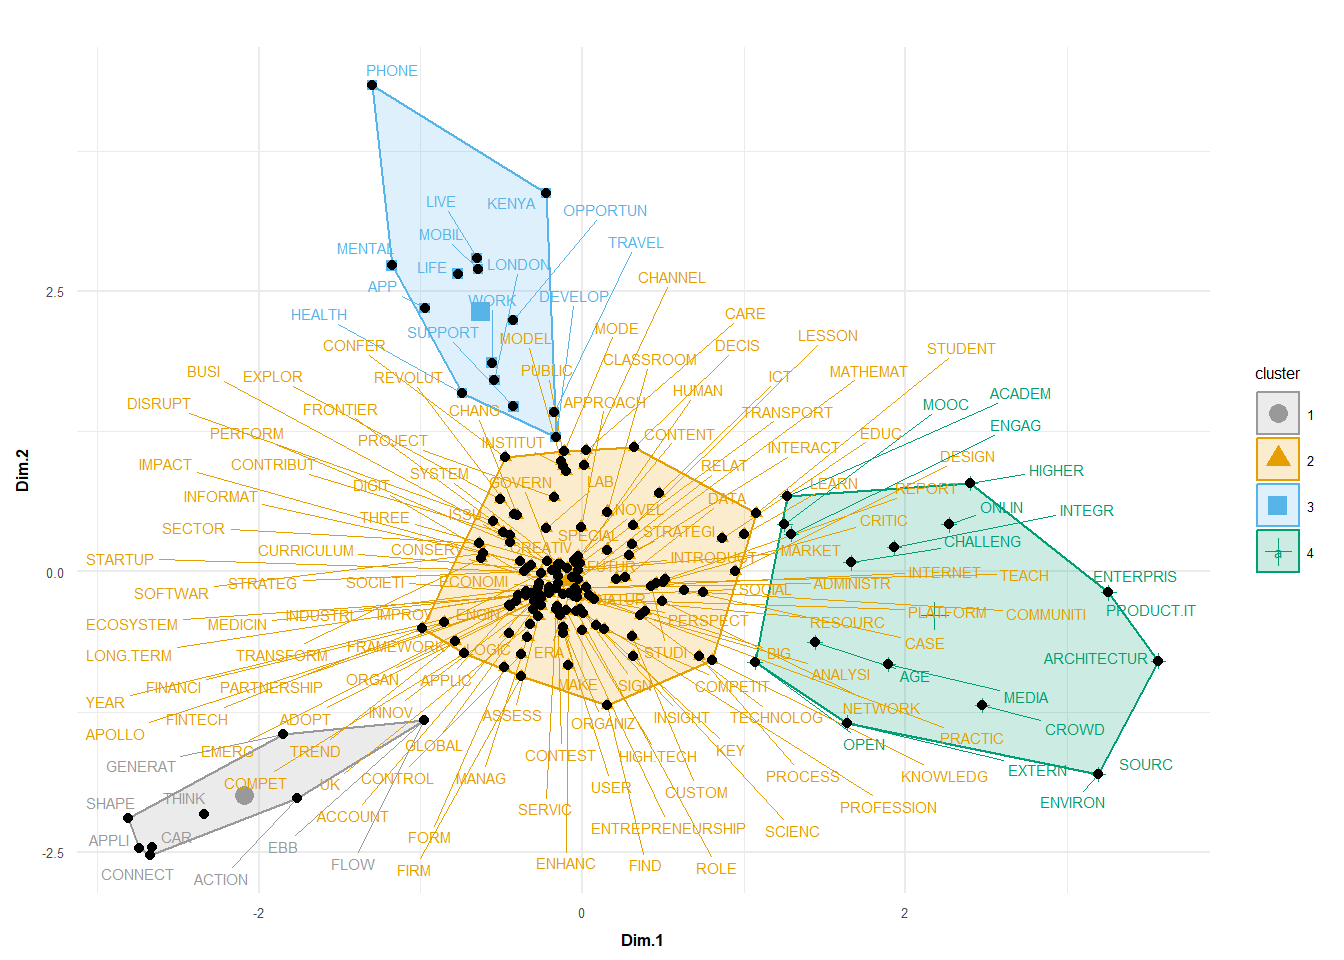 PHONE
LIVE
KENYA
OPPORTUN
MOBIL
TRAVEL
MENTAL
LIFE
LONDON
CHANNEL
APP
WORK
DEVELOP
HEALTH
SUPPORT
MODEL
MODE
CARE
CONFER
CLASSROOM
DECIS
LESSON
STUDENT
BUSI
EXPLOR
REVOLUT
PUBLIC
HUMAN
ICT
MATHEMAT
cluster
DISRUPT
FRONTIER
CHANG
APPROACH
TRANSPORT
MOOC
ACADEM
1
PERFORM
PROJECT
INSTITUT
CONTENT
INTERACT
EDUC
ENGAG
IMPACT
CONTRIBUT
SYSTEM
RELAT
DESIGN
HIGHER
2
INFORMAT
DIGIT
GOVERN
LAB
DATA
LEARN
REPORT
SECTOR
THREE
ISSU
NOVEL
STRATEGI
CRITIC
ONLIN
INTEGR
3
STARTUP
CURRICULUM
CONSERV
CREATIV
SPECIAL
INTRODUCT
MARKET
CHALLENG
4
SOFTWAR
STRATEG
SOCIETI
ECONOMI
FUTUR
NATUR
SOCIAL
ADMINISTR
INTERNET
TEACH
ENTERPRIS
ECOSYSTEM
MEDICIN
INDUSTRI
IMPROV
ENGIN
PERSPECT
RESOURC
PLATFORM
COMMUNITI
PRODUCT.IT
LONG.TERM
TRANSFORM
FRAMEWORK
LOGIC
ERA
STUDI
BIG
CASE
ARCHITECTUR
YEAR
FINANCI
PARTNERSHIP
ORGAN
APPLIC
MAKE
SIGN
COMPETIT
ANALYSI
AGE
MEDIA
APOLLO
FINTECH
ADOPT
INNOV
ASSESS
ORGANIZ
INSIGHT
TECHNOLOG
NETWORK
CROWD
GENERAT
EMERG
TREND
GLOBAL
CONTEST
HIGH.TECH
KEY
OPEN
PRACTIC
SHAPE
THINK
COMPET
UK
CONTROL
MANAG
USER
CUSTOM
PROCESS
KNOWLEDG
EXTERN
SOURC
APPLI
CAR
EBB
ACCOUNT
FORM
SERVIC
ENTREPRENEURSHIP
SCIENC
PROFESSION
ENVIRON
CONNECT
ACTION
FLOW
FIRM
ENHANC
FIND
ROLE
2.5
0.0
-2.5
-2
0
2
Dim.1
Dim.2
a